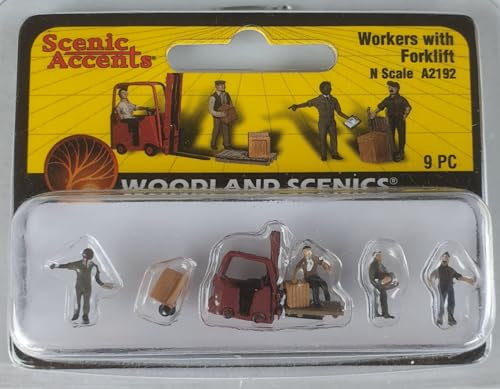 Scenic
Accents®
Workers with
Forklift
N Scale A2192
9 PC
WOODLAND SCENICS®